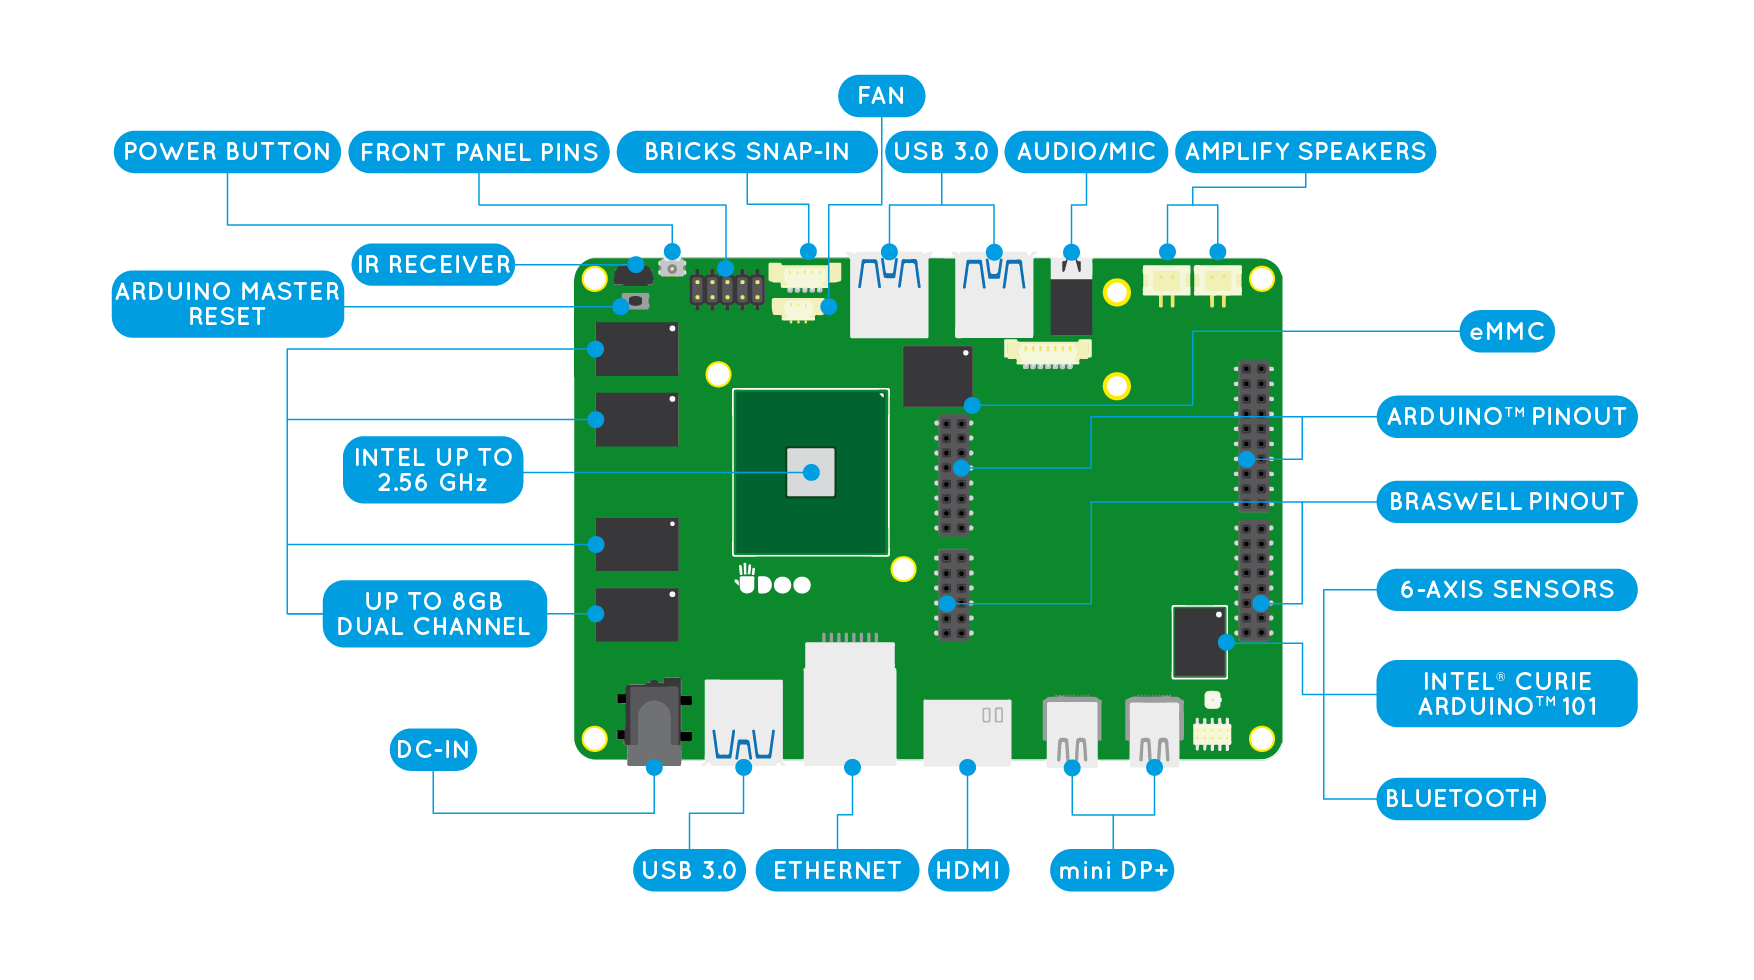 FAN
POWER BUTTON
FRONT PANEL PINS
BRICKS SNAP-IN
USB 3.0
AUDIO/MIC
AMPLIFY SPEAKERS
IR RECEIVER
ARDUINO MASTER
RESET
eMMC
ARDUINO™ PINOUT
INTEL UP TO
2.56 GHz
BRASWELL PINOUT
6-AXIS SENSORS
UDOO
UP TO 8GB
DUAL CHANNEL
INTEL® CURIE
ARDUINO™ 101
DC-IN
BLUETOOTH
USB 3.0
ETHERNET
HDMI
mini DP+